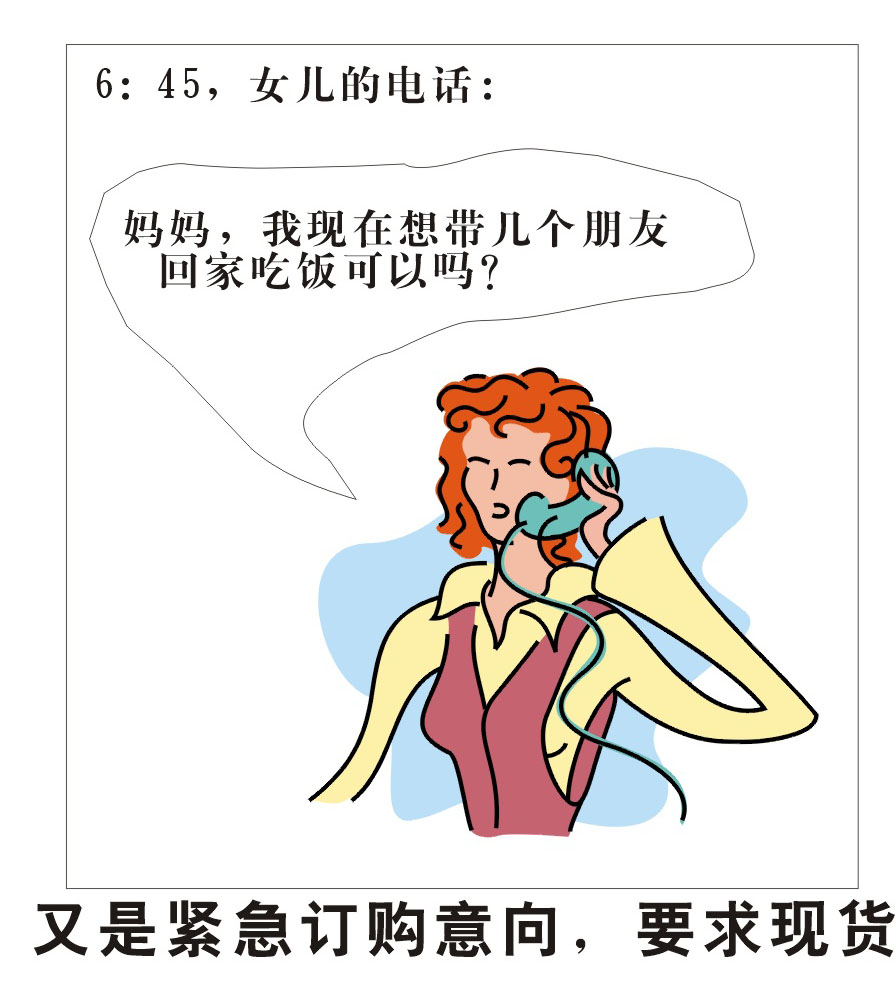 6：45，女儿的电话：
妈妈，我现在想带几个朋友
回家吃饭可以吗？
又是紧急订购意向，要求现货